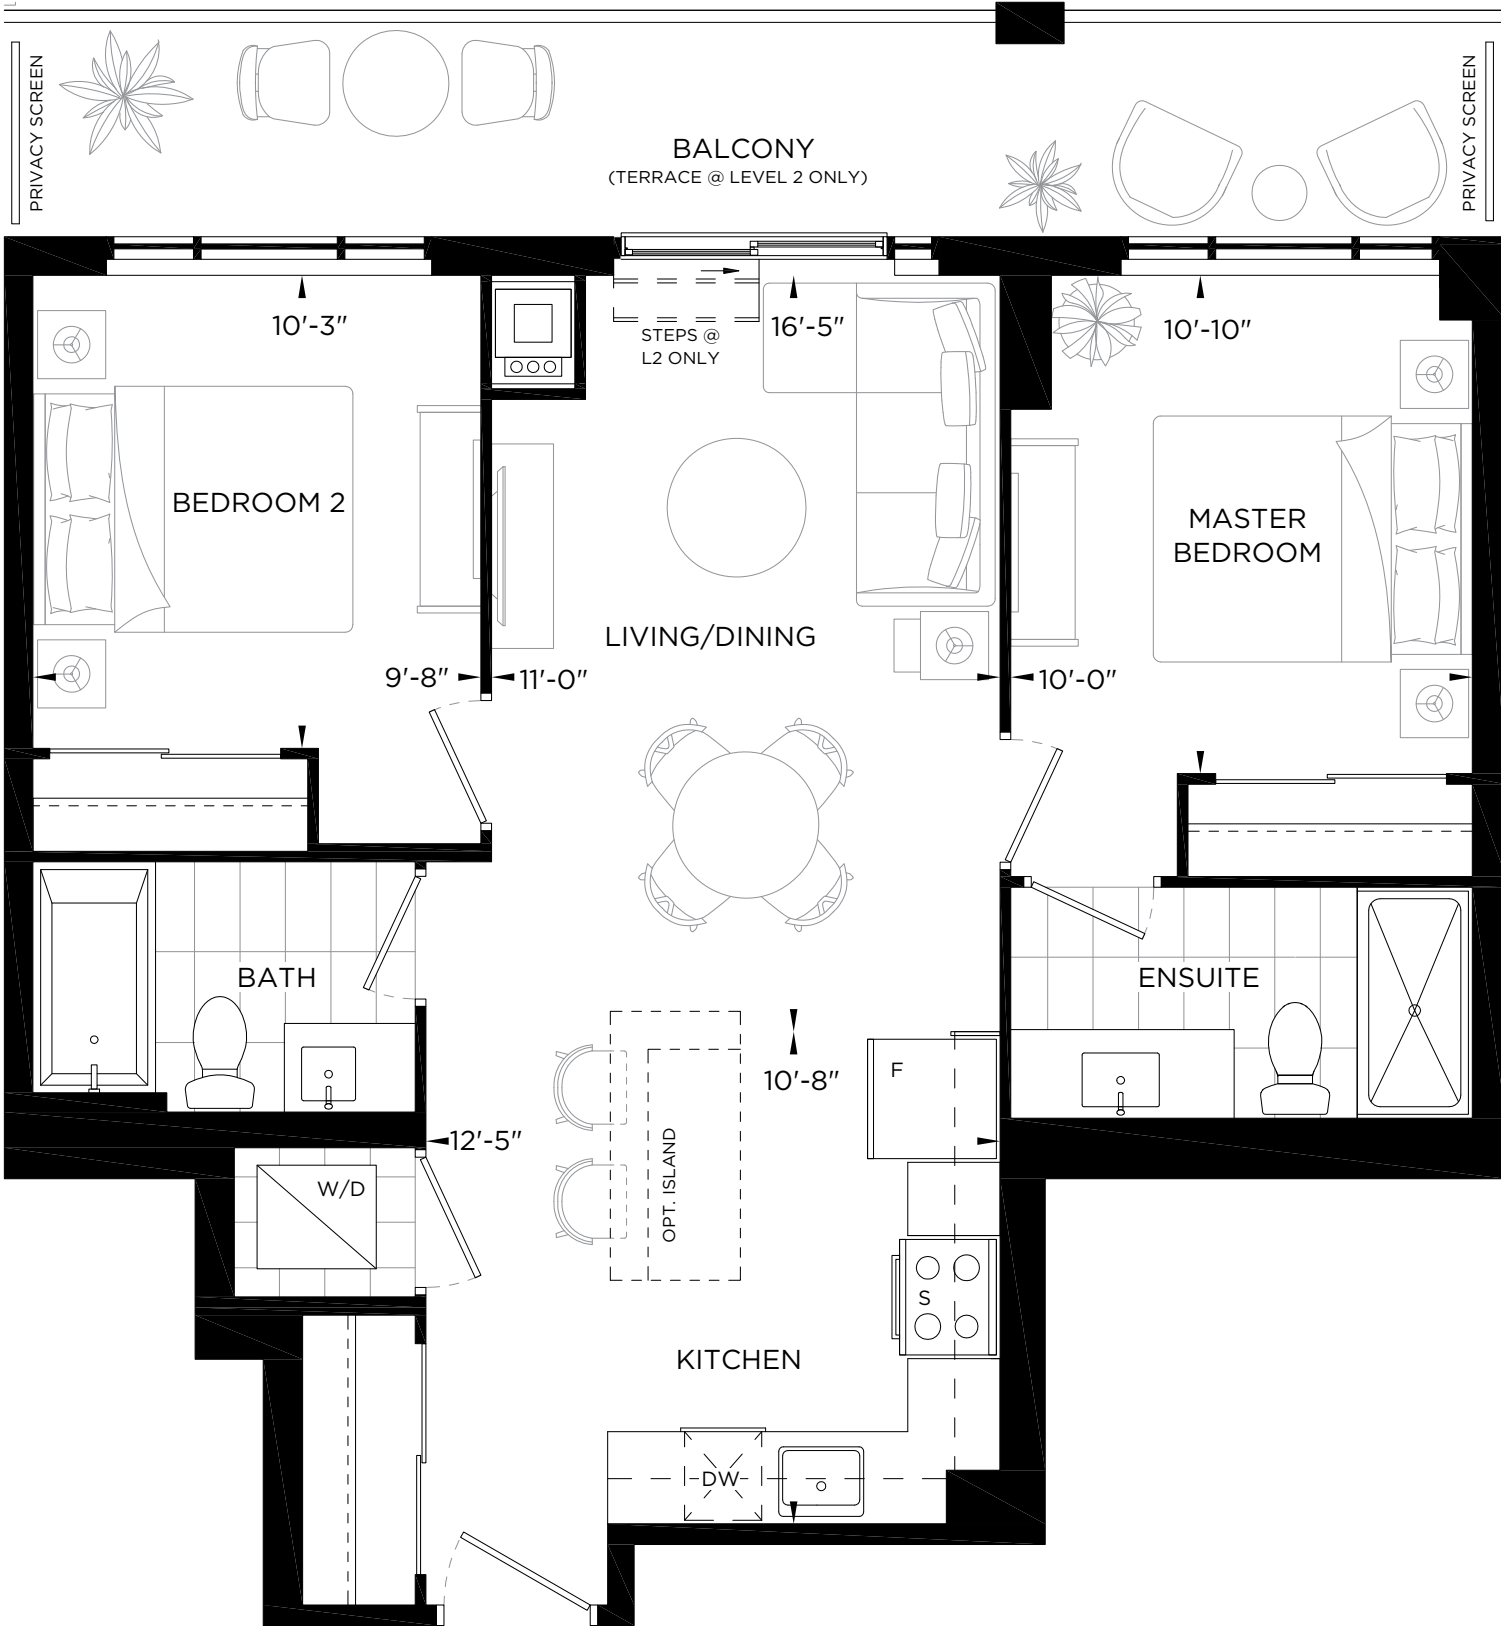 PRIVACY SCREEN
PRIVACY SCREEN
BALCONY
(TERRACE @ LEVEL 2 ONLY)
10'-3"
STEPS @
L2 ONLY
16'-5"
10'-10"
BEDROOM 2
MASTER
BEDROOM
LIVING/DINING
9'-8"
11'-0"
10'-0"
BATH
ENSUITE
F
10'-8"
12'-5"
OPT. ISLAND
W/D
S
KITCHEN
DW